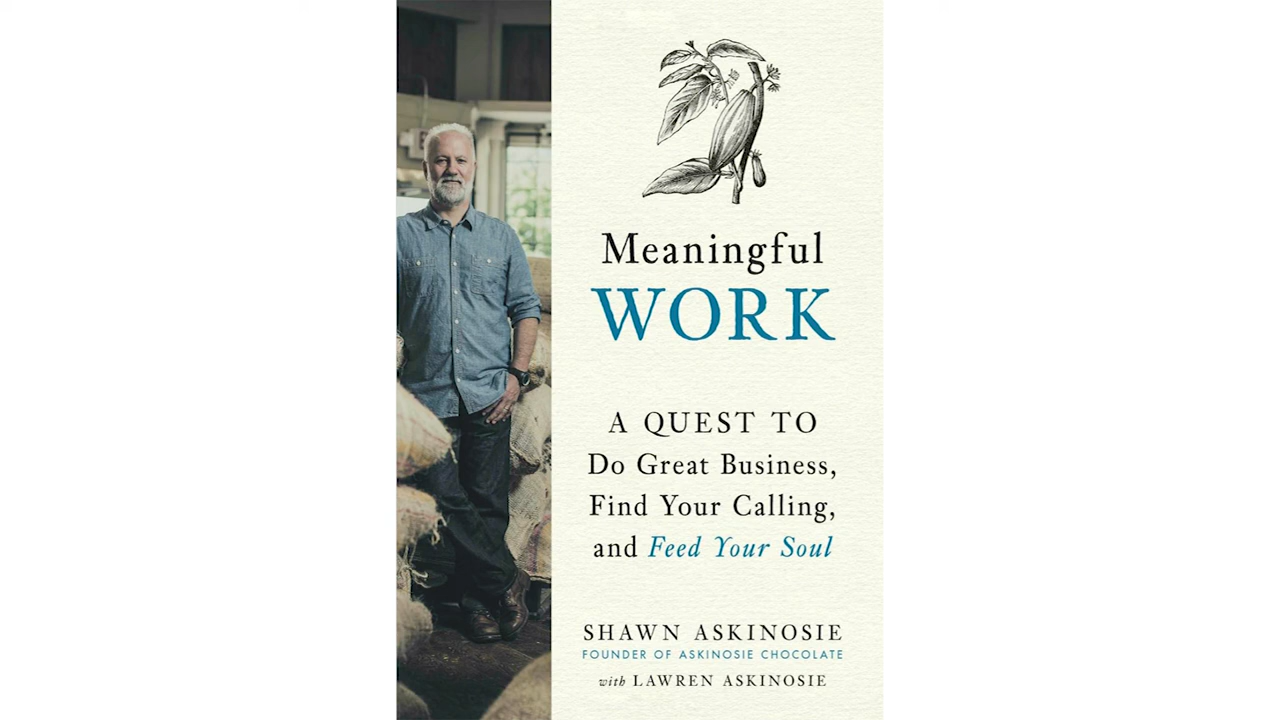 Meaningful
WORK
A QUEST TO
Do Great Business,
Find Your Calling,
and Feed Your Soul
SHAWN ASKINOSIE
FOUNDER OF ASKINOSIE CHOCOLATE
with LAWREN ASKINOSIE